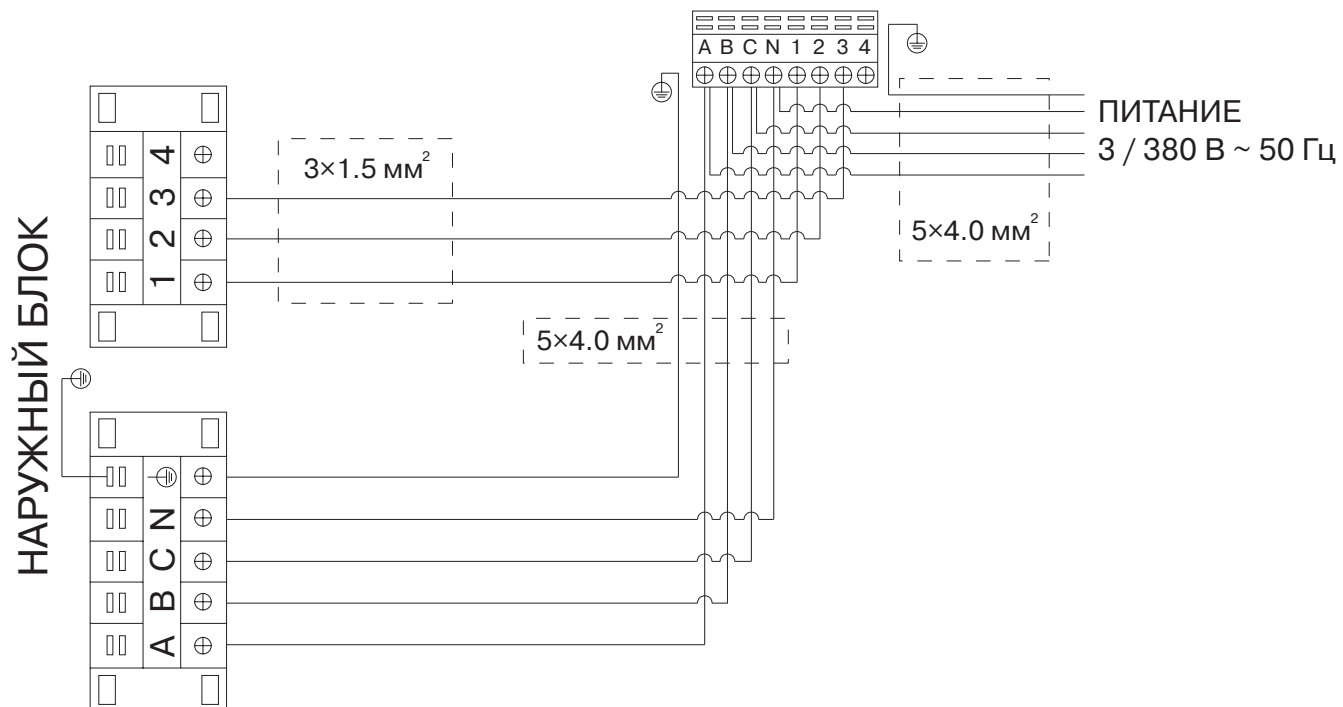 A B C N 1 2 3 4
ПИТАНИЕ
3 / 380 В ~ 50 Гц
5×4.0 мм²
3×1.5 мм²
4
3
2
1
5×4.0 мм²
НАРУЖНЫЙ БЛОК
N
C
B
A